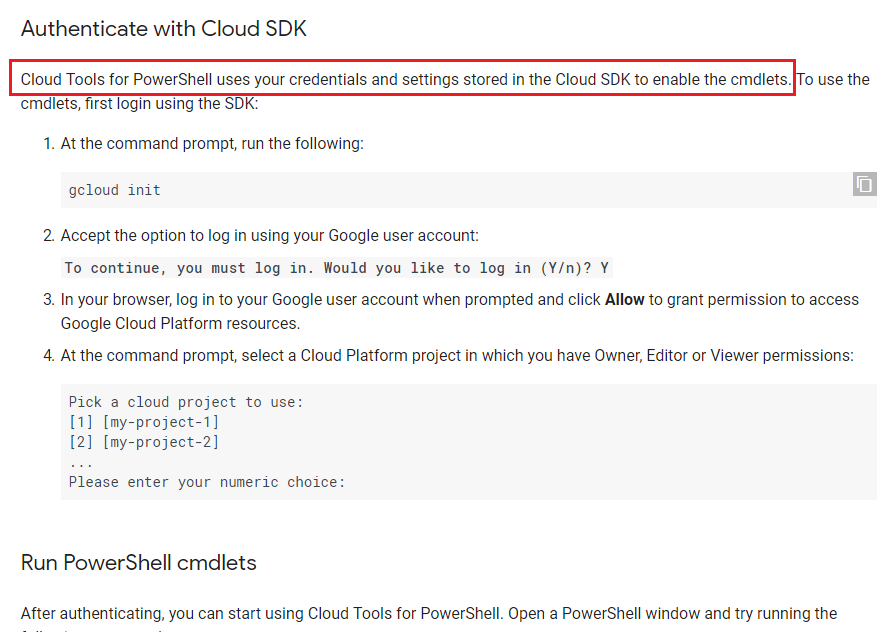 Authenticate with Cloud SDK
Cloud Tools for PowerShell uses your credentials and settings stored in the Cloud SDK to enable the cmdlets. To use the
cmdlets, first login using the SDK:
1. At the command prompt, run the following:
gcloud init
2. Accept the option to log in using your Google user account:
To continue, you must log in. Would you like to log in (Y/n)? Y
3. In your browser, log in to your Google user account when prompted and click Allow to grant permission to access
Google Cloud Platform resources.
4. At the command prompt, select a Cloud Platform project in which you have Owner, Editor or Viewer permissions:
Pick a cloud project to use:
[1] [my-project-1]
[2] [my-project-2]
...
Please enter your numeric choice:
Run PowerShell cmdlets
After authenticating, you can start using Cloud Tools for PowerShell. Open a PowerShell window and try running the